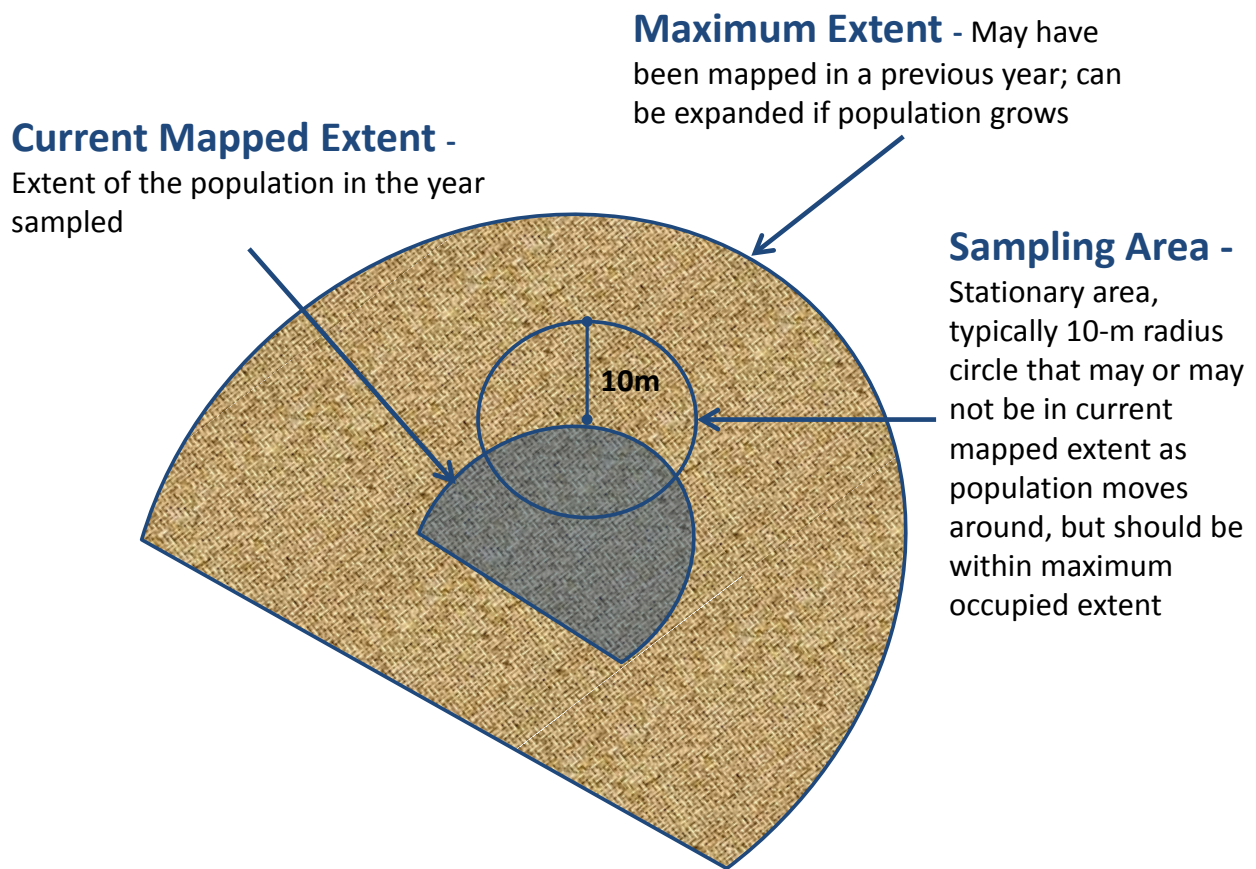 Maximum Extent - May have
been mapped in a previous year; can
be expanded if population grows
Current Mapped Extent -
Extent of the population in the year
sampled
Sampling Area -
Stationary area,
typically 10-m radius
circle that may or may
not be in current
mapped extent as
population moves
around, but should be
within maximum
occupied extent
10m